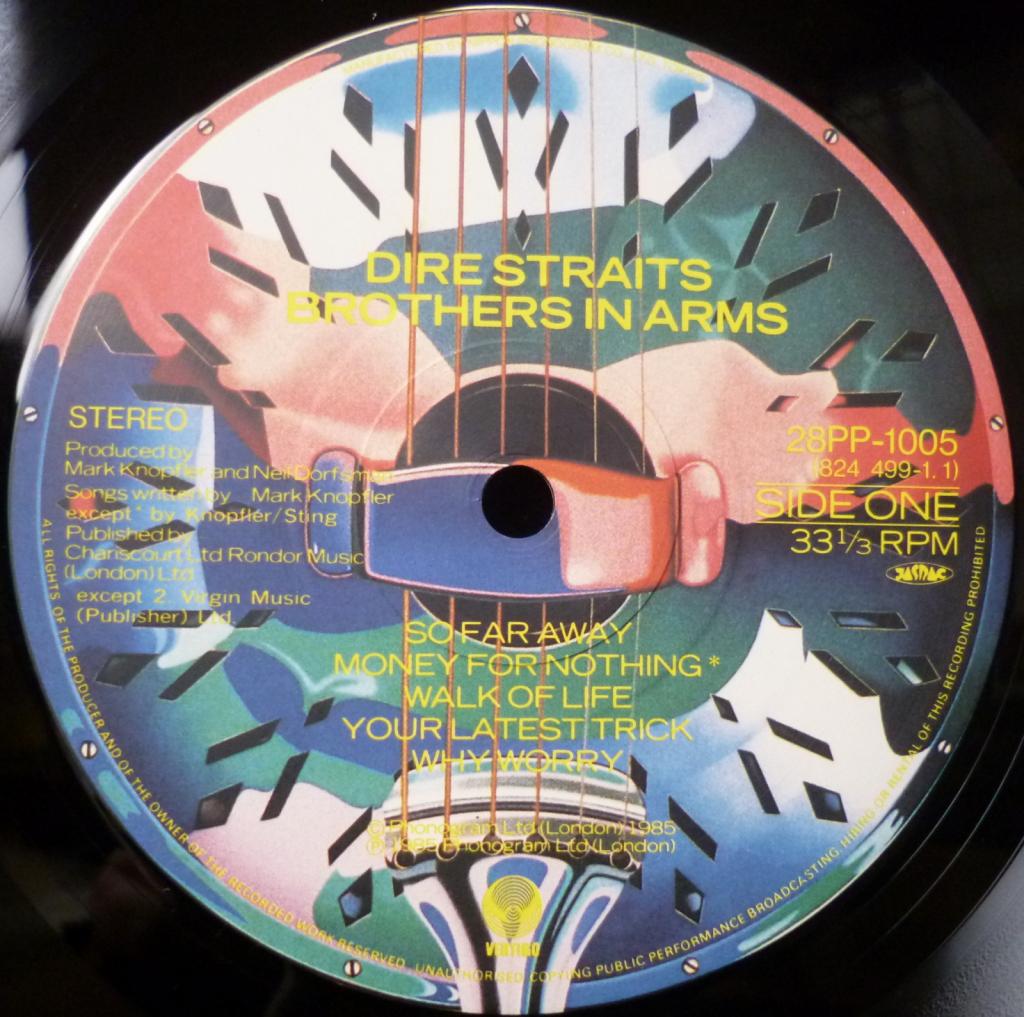 DIRE STRAITS
BROTHERS IN ARMS
STEREO
Produced by
Mark Knopfler and Neil Dorfsman
Songs written by Mark Knopfler
except * by Knopfler/Sting
Published by
Chariscourt Ltd Rondor Music
(London) Ltd
except 2. Virgin Music
(Publisher) Ltd.
28PP-1005
(824 499-1. 1)
SIDE ONE
33 1/3 RPM
JASRAC
SO FAR AWAY
MONEY FOR NOTHING *
WALK OF LIFE
YOUR LATEST TRICK
WHY WORRY
© Phonogram Ltd (London) 1985
℗ 1985 Phonogram Ltd (London)
VERTIGO
ALL RIGHTS OF THE PRODUCER AND OF THE OWNER OF THE RECORDED WORK RESERVED. UNAUTHORISED COPYING PUBLIC PERFORMANCE BROADCASTING HIRING OR RENTAL OF THIS RECORDING PROHIBITED